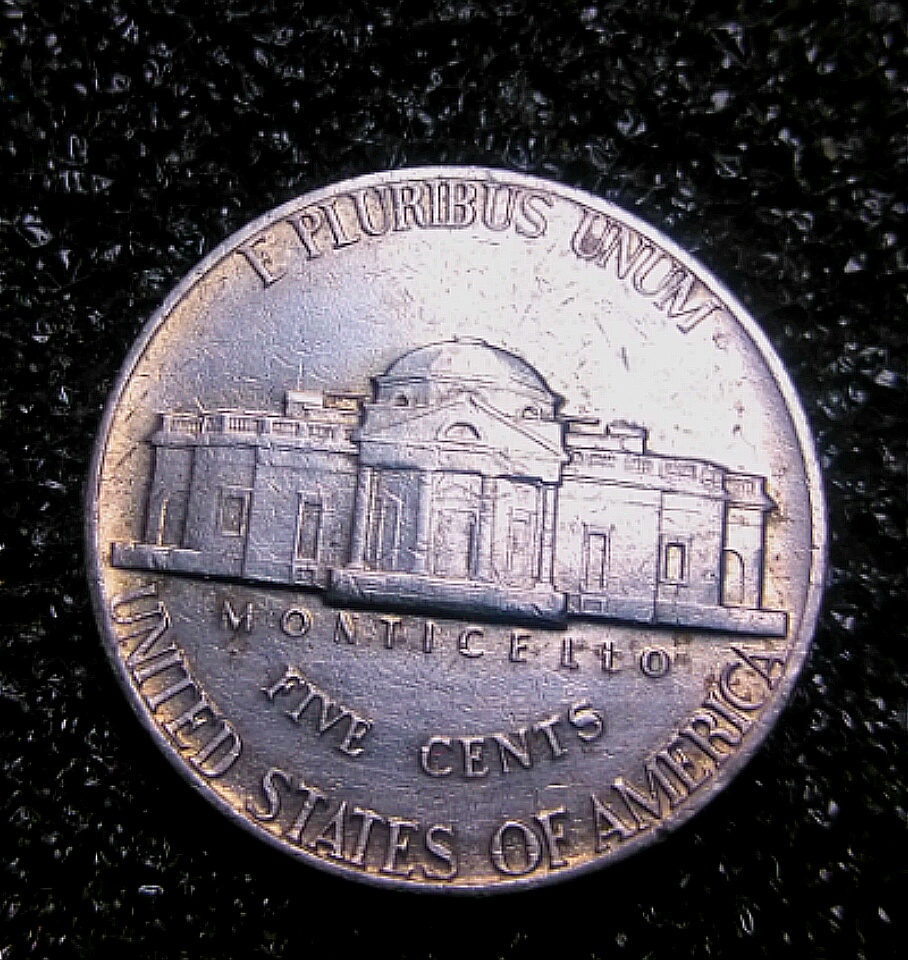 E PLURIBUS UNUM
MONTICELLO
FIVE CENTS
UNITED STATES OF AMERICA